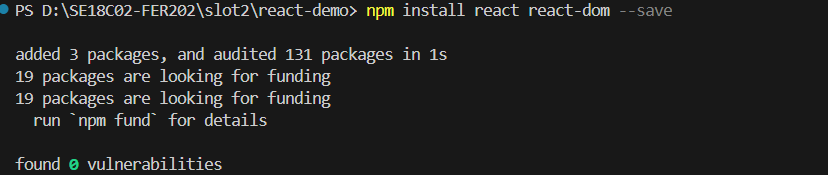 PS D:\SE18C02-FER202\slot2\react-demo> npm install react react-dom --save
added 3 packages, and audited 131 packages in 1s
19 packages are looking for funding
19 packages are looking for funding
run `npm fund` for details
found 0 vulnerabilities